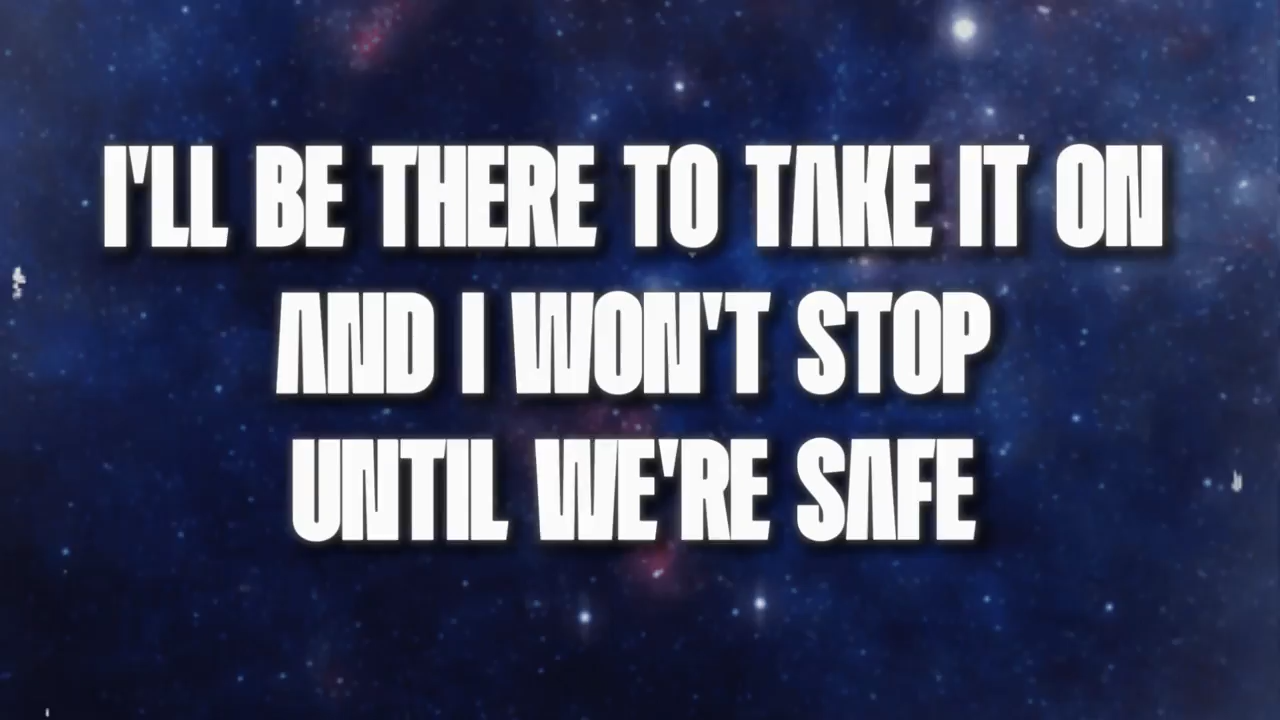 I'LL BE THERE TO TAKE IT ON
AND I WON'T STOP
UNTIL WE'RE SAFE